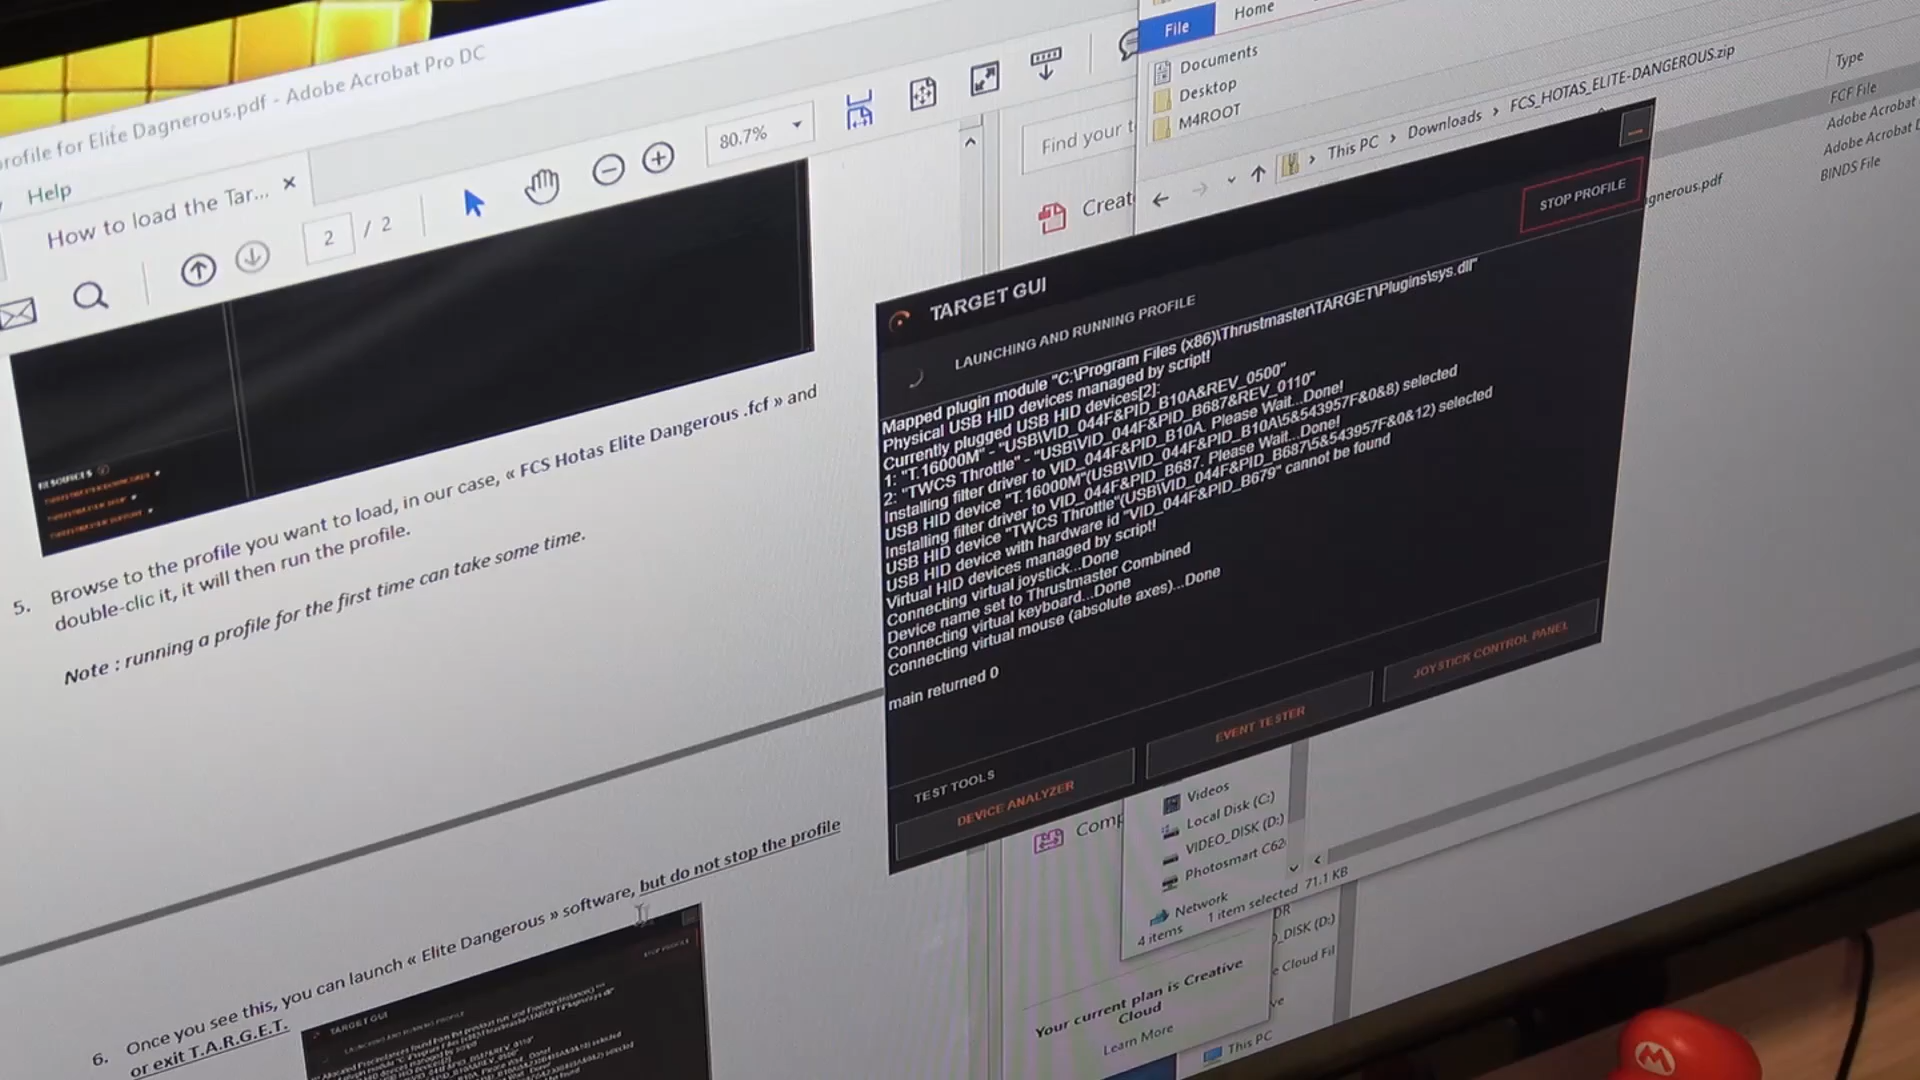 rofile for Elite Dagnerous.pdf - Adobe Acrobat Pro DC
Help
How to load the Tar... ×
2 / 2
80.7%
5. Browse to the profile you want to load, in our case, « FCS Hotas Elite Dangerous .fcf » and
double-clic it, it will then run the profile.
Note : running a profile for the first time can take some time.
6. Once you see this, you can launch « Elite Dangerous » software, but do not stop the profile
or exit T.A.R.G.E.T.
TARGET GUI
Find your t
Creat
Comp
Your current plan is Creative
Cloud
Learn More
File
Home
Documents
Desktop
M4ROOT
This PC > Downloads > FCS_HOTAS_ELITE-DANGEROUS.zip
Type
FCF File
Adobe Acrobat
Adobe Acrobat D
BINDS File
gnerous.pdf
TARGET GUI
STOP PROFILE
LAUNCHING AND RUNNING PROFILE
Mapped plugin module "C:\Program Files (x86)\Thrustmaster\TARGET\Plugins\sys.dll"
Physical USB HID devices managed by script!
Currently plugged USB HID devices[2]:
1: "T.16000M" - "USB\VID_044F&PID_B10A&REV_0500"
2: "TWCS Throttle" - "USB\VID_044F&PID_B687&REV_0110"
Installing filter driver to VID_044F&PID_B10A. Please Wait...Done!
USB HID device "T.16000M"(USB\VID_044F&PID_B10A\5&543957F&0&8) selected
Installing filter driver to VID_044F&PID_B687. Please Wait...Done!
USB HID device "TWCS Throttle"(USB\VID_044F&PID_B687\5&543957F&0&12) selected
USB HID device with hardware id "VID_044F&PID_B679" cannot be found
Virtual HID devices managed by script!
Connecting virtual joystick...Done
Device name set to Thrustmaster Combined
Connecting virtual keyboard...Done
Connecting virtual mouse (absolute axes)...Done
main returned 0
TEST TOOLS
DEVICE ANALYZER
EVENT TESTER
JOYSTICK CONTROL PANEL
Videos
Local Disk (C:)
VIDEO_DISK (D:)
Photosmart C62
Network
4 items
1 item selected 71.1 KB
_DISK (D:)
e Cloud Fil
This PC
M